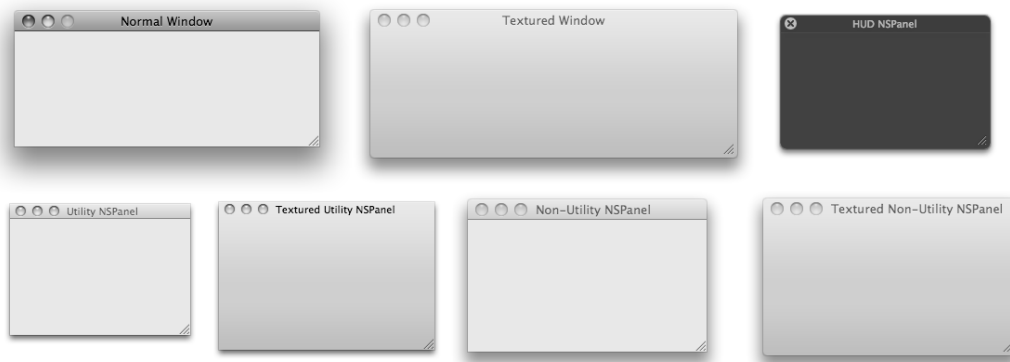 Normal Window
Textured Window
HUD NSPanel
Utility NSPanel
Textured Utility NSPanel
Non-Utility NSPanel
Textured Non-Utility NSPanel